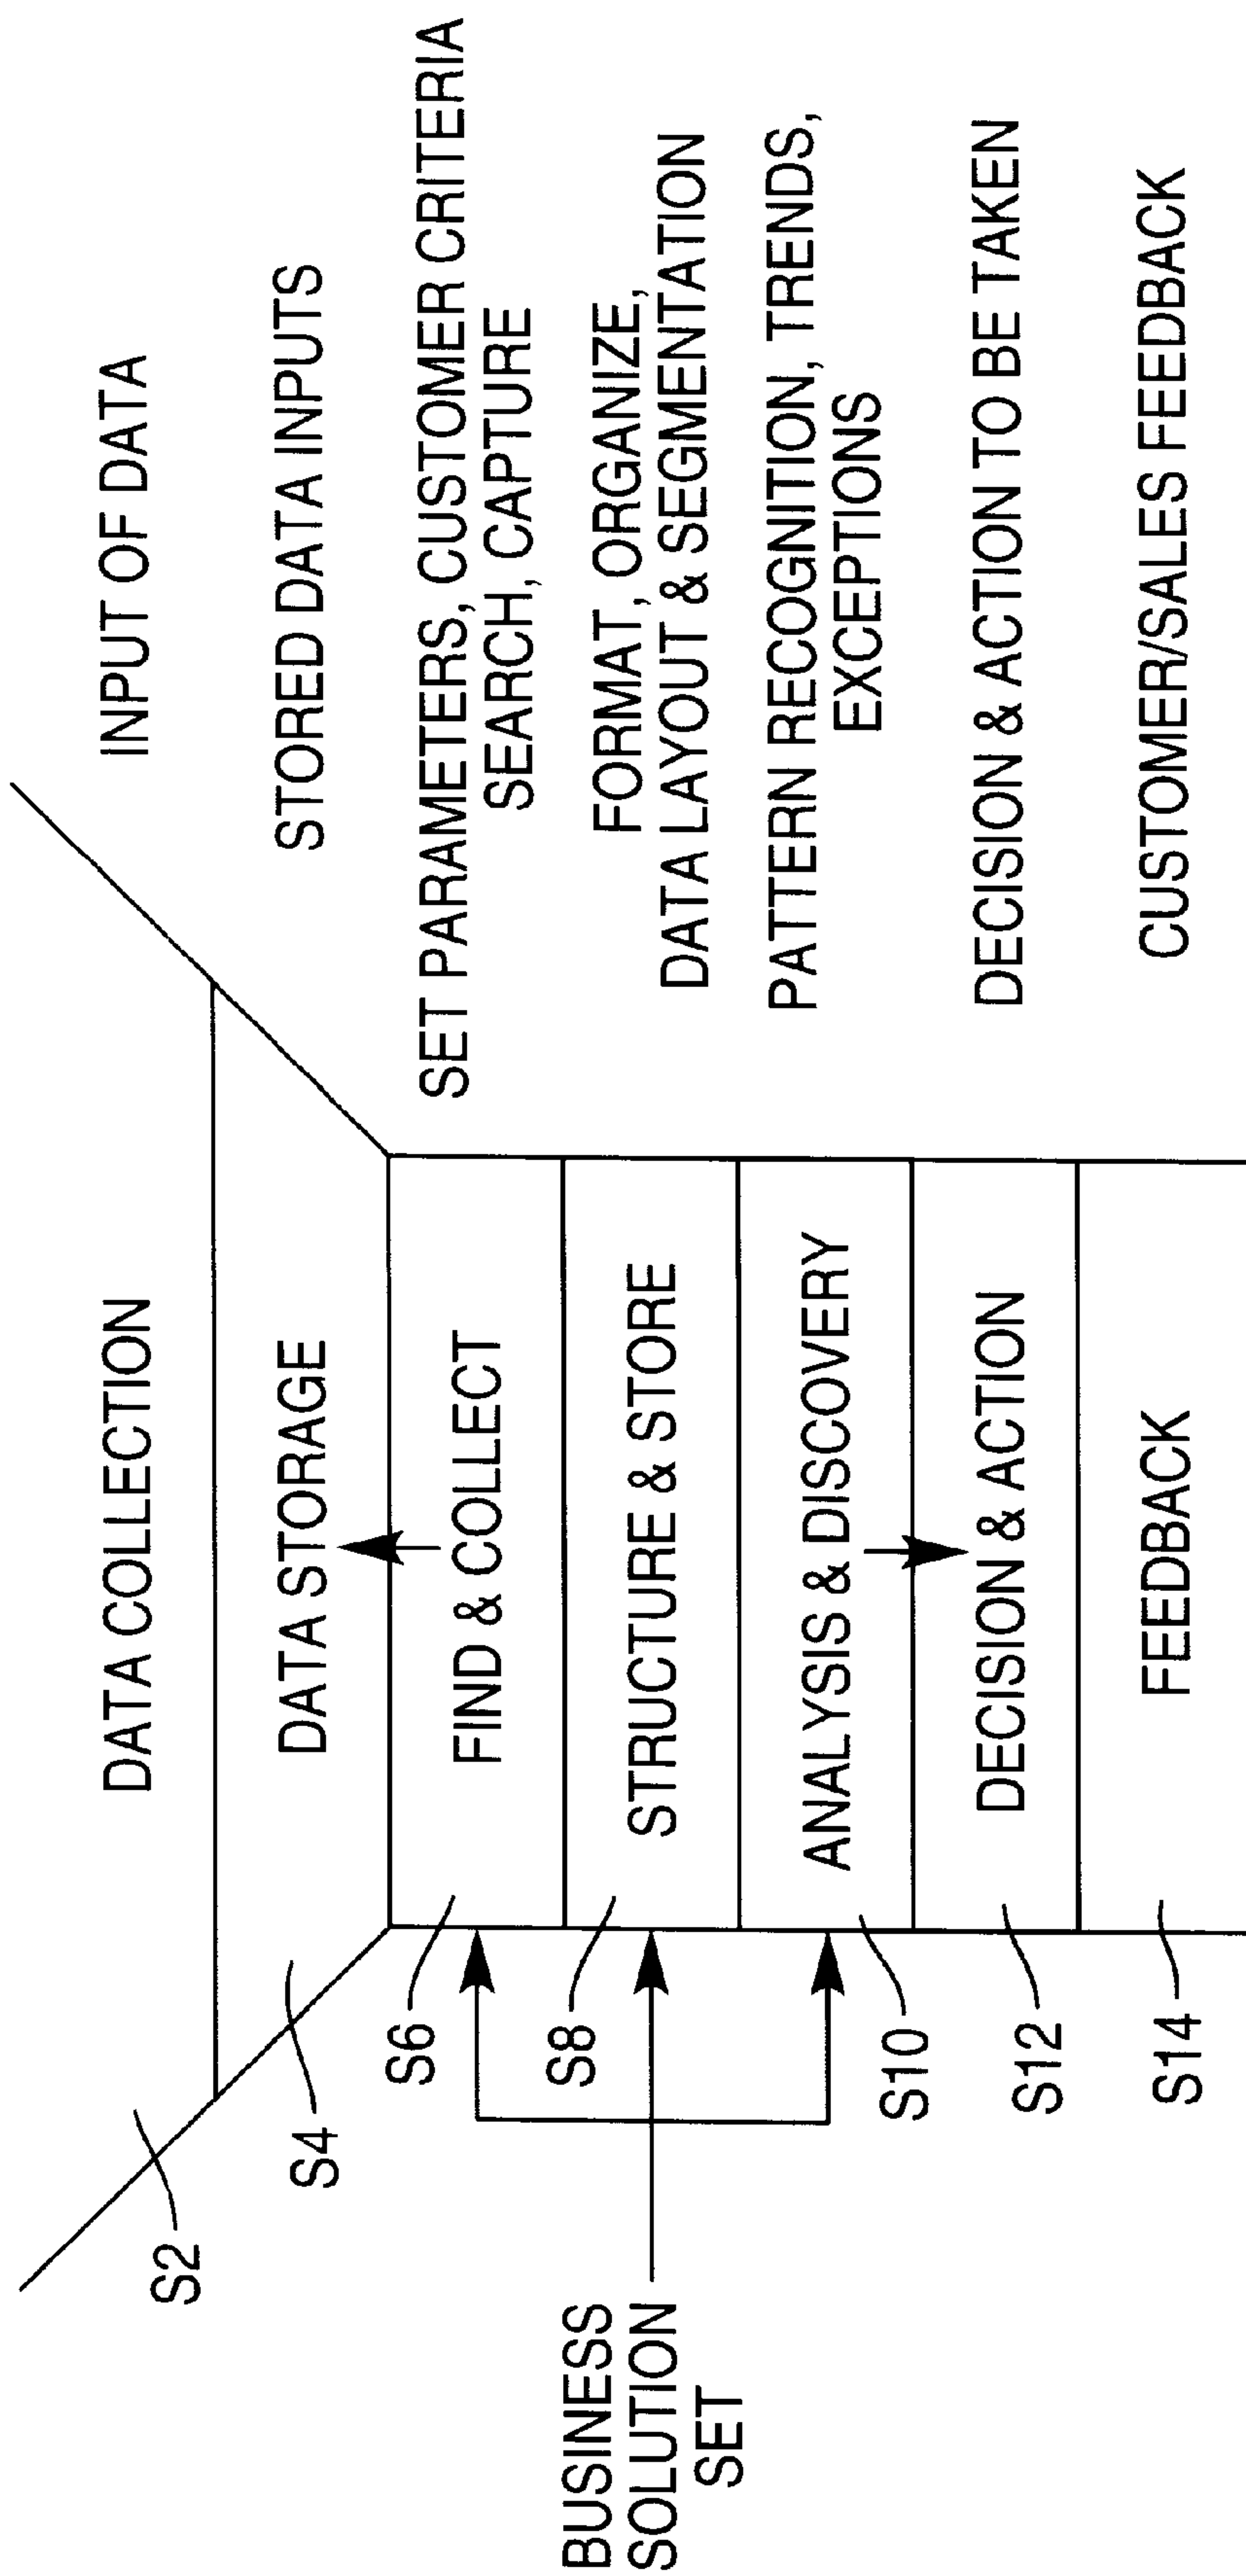 DATA COLLECTION
INPUT OF DATA
S2
DATA STORAGE
STORED DATA INPUTS
S4
S6
FIND & COLLECT
SET PARAMETERS, CUSTOMER CRITERIA
SEARCH, CAPTURE
BUSINESS
SOLUTION
SET
S8
STRUCTURE & STORE
FORMAT, ORGANIZE,
DATA LAYOUT & SEGMENTATION
S10
ANALYSIS & DISCOVERY
PATTERN RECOGNITION, TRENDS,
EXCEPTIONS
S12
DECISION & ACTION
DECISION & ACTION TO BE TAKEN
S14
FEEDBACK
CUSTOMER/SALES FEEDBACK